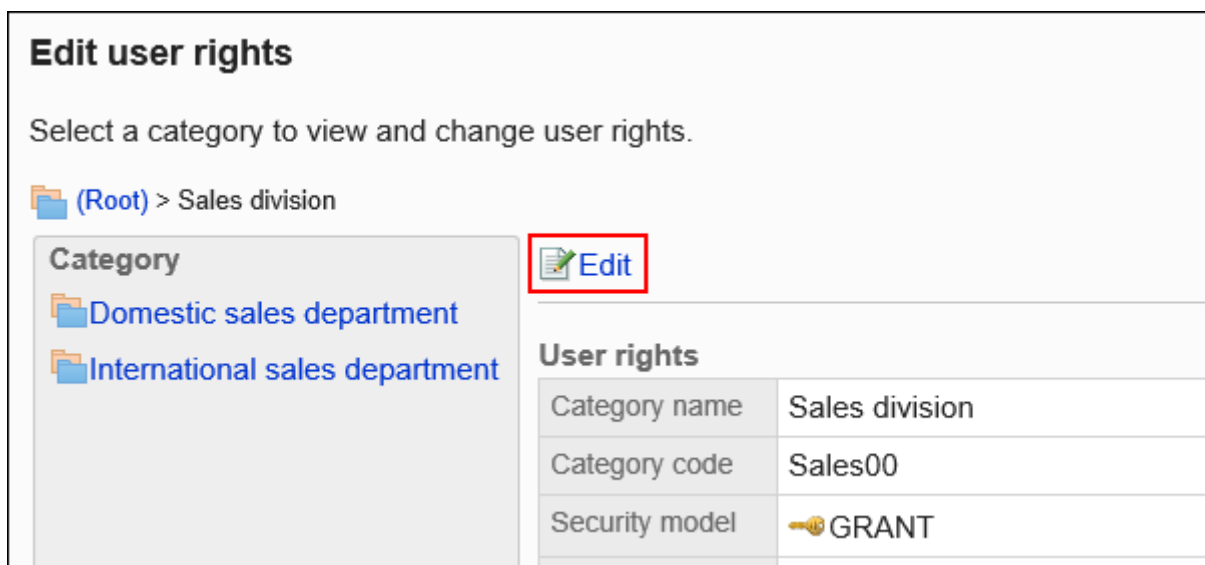 Edit user rights
Select a category to view and change user rights.
(Root) > Sales division
Category
Domestic sales department
International sales department
Edit
User rights
Category name Sales division
Category code Sales00
Security model GRANT